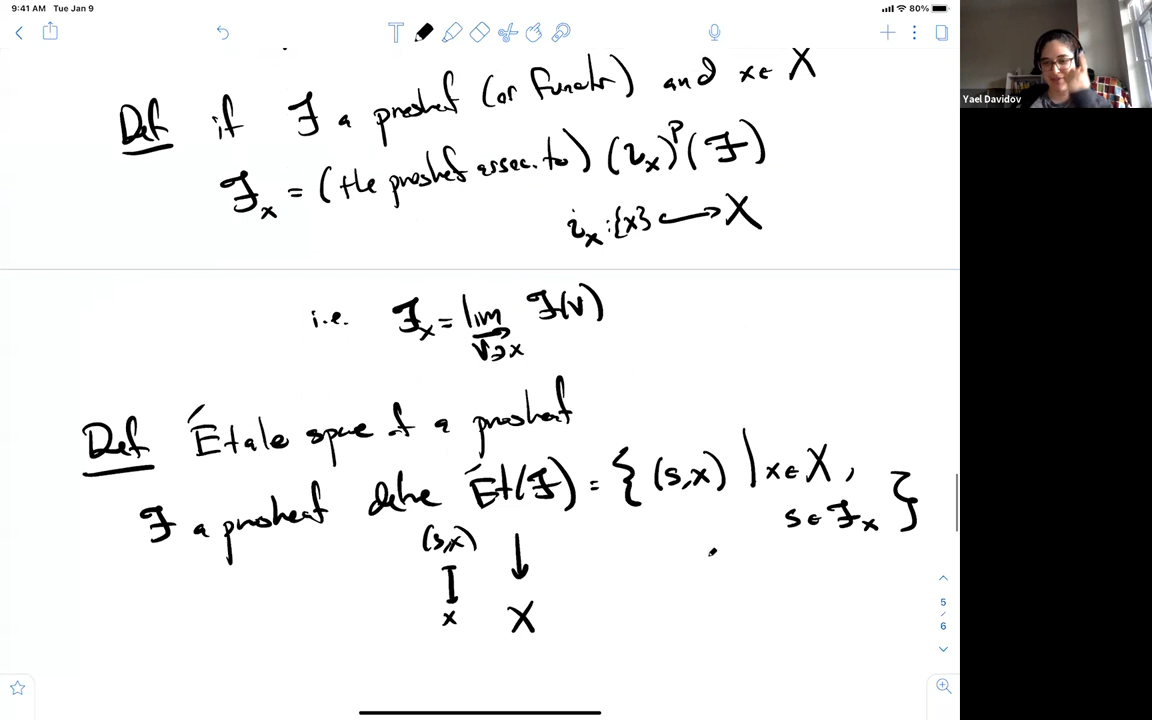 9:41 AM Tue Jan 9
80%
Yael Davidov
Def if ℱ a presheaf (or functor) and x ∈ X
ℱ_x = (the presheaf assoc. to) (i_x)^p (ℱ)
i_x : {x} ↪ X
i.e. ℱ_x = lim→ ℱ(V)
V∋x
Def Étale space of a presheaf
ℱ a presheaf define Ét(ℱ) = { (s,x) | x ∈ X,
s ∈ ℱ_x }
(s,x) ↓
↦
x X
5
/
6